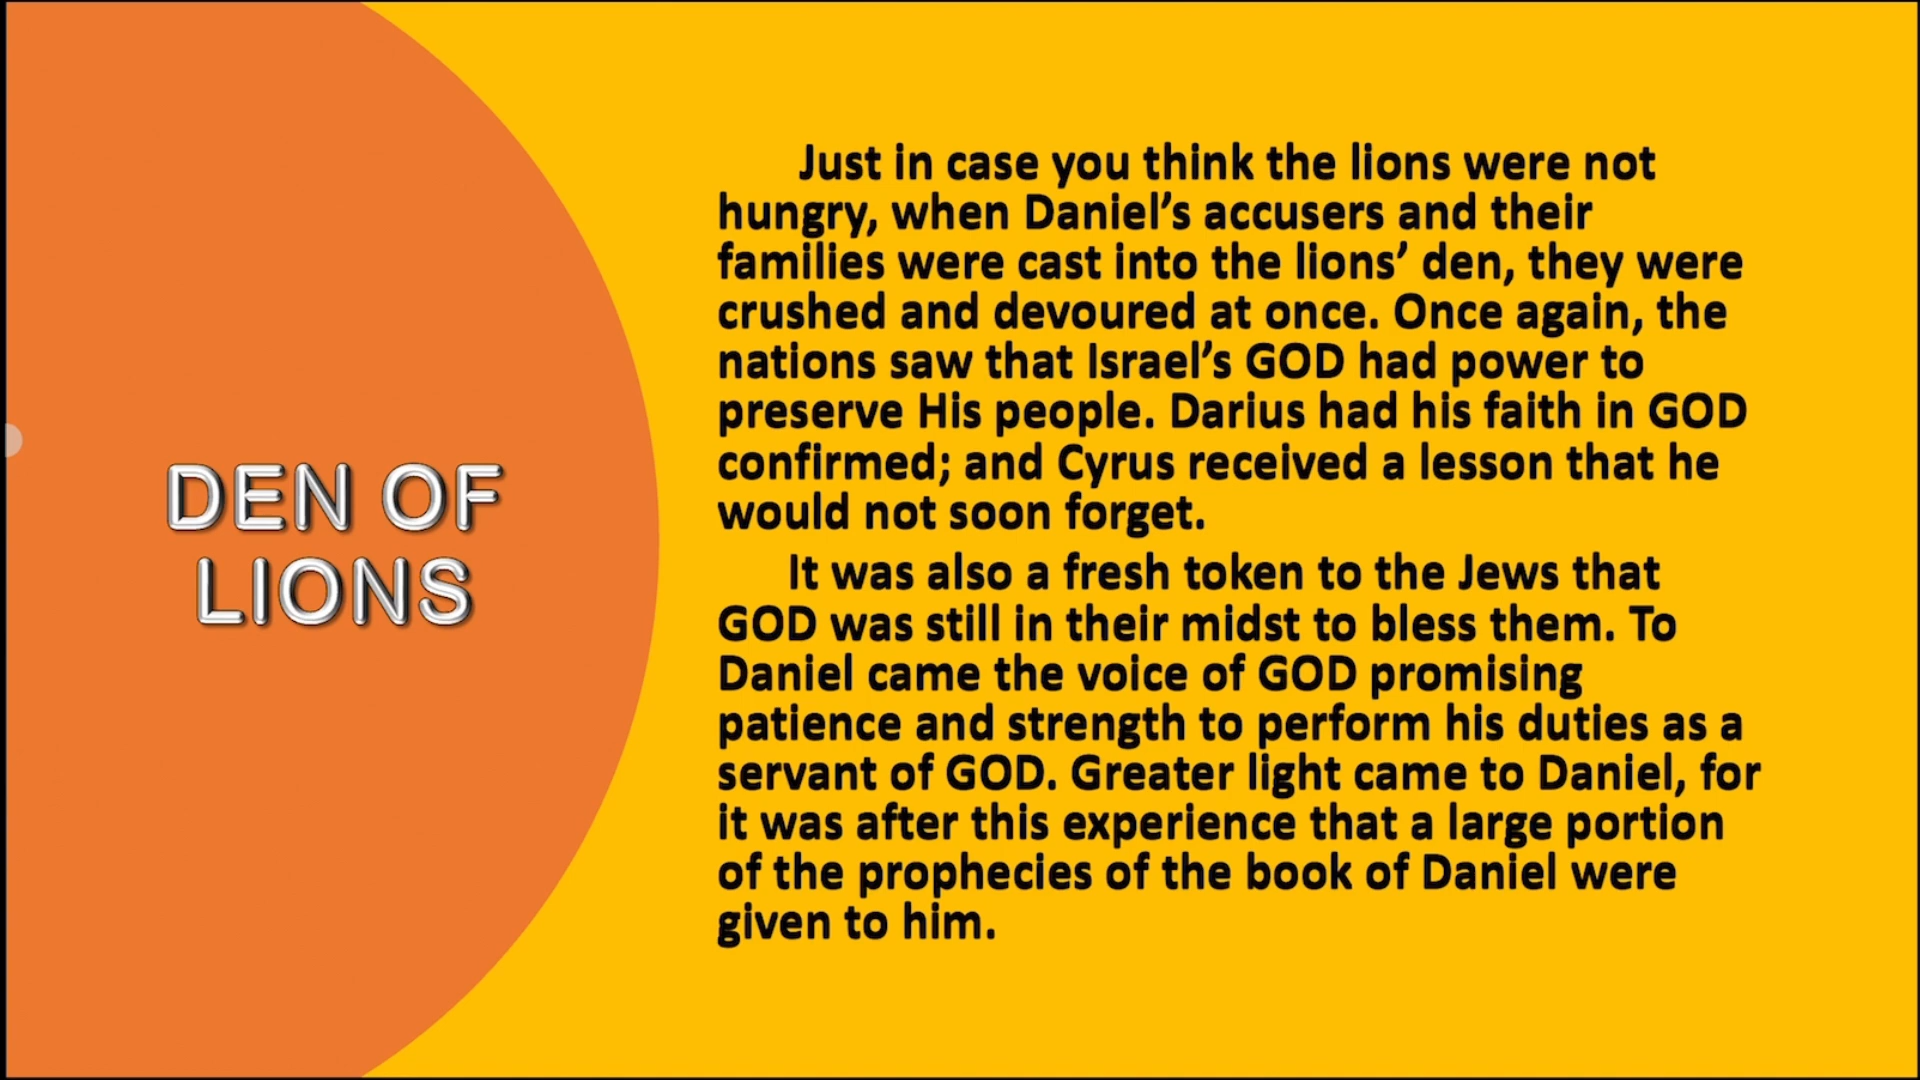 DEN OF
LIONS
Just in case you think the lions were not
hungry, when Daniel’s accusers and their
families were cast into the lions’ den, they were
crushed and devoured at once. Once again, the
nations saw that Israel’s GOD had power to
preserve His people. Darius had his faith in GOD
confirmed; and Cyrus received a lesson that he
would not soon forget.
It was also a fresh token to the Jews that
GOD was still in their midst to bless them. To
Daniel came the voice of GOD promising
patience and strength to perform his duties as a
servant of GOD. Greater light came to Daniel, for
it was after this experience that a large portion
of the prophecies of the book of Daniel were
given to him.